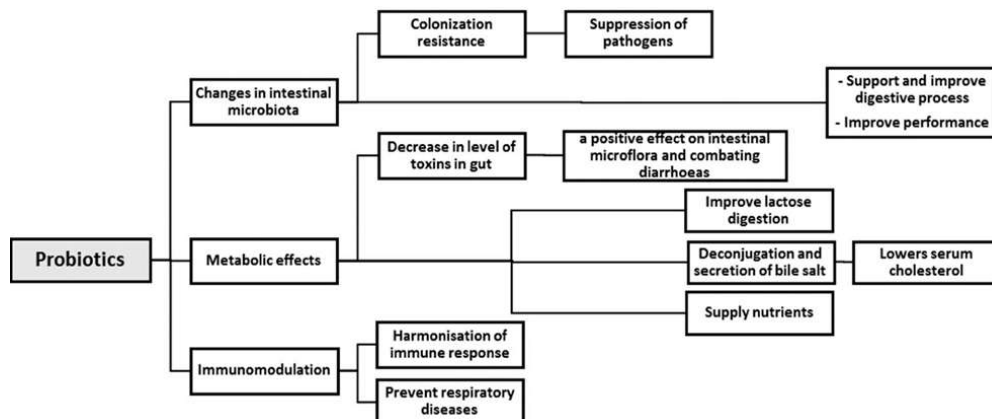 Colonization
resistance
Suppression of
pathogens
Changes in intestinal
microbiota
- Support and improve
digestive process
- Improve performance
Decrease in level of
toxins in gut
a positive effect on intestinal
microflora and combating
diarrhoeas
Improve lactose
digestion
Probiotics
Metabolic effects
Deconjugation and
secretion of bile salt
Lowers serum
cholesterol
Supply nutrients
Harmonisation of
immune response
Immunomodulation
Prevent respiratory
diseases